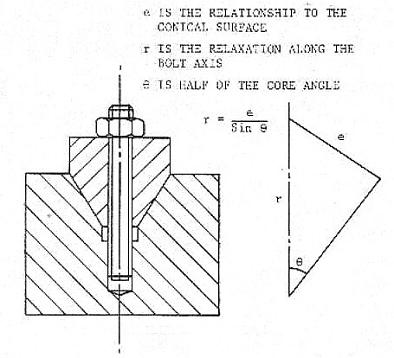 e IS THE RELATIONSHIP TO THE
CONICAL SURFACE
r IS THE RELAXATION ALONG THE
BOLT AXIS
θ IS HALF OF THE CORE ANGLE
r = e / Sin θ
e
r
θ